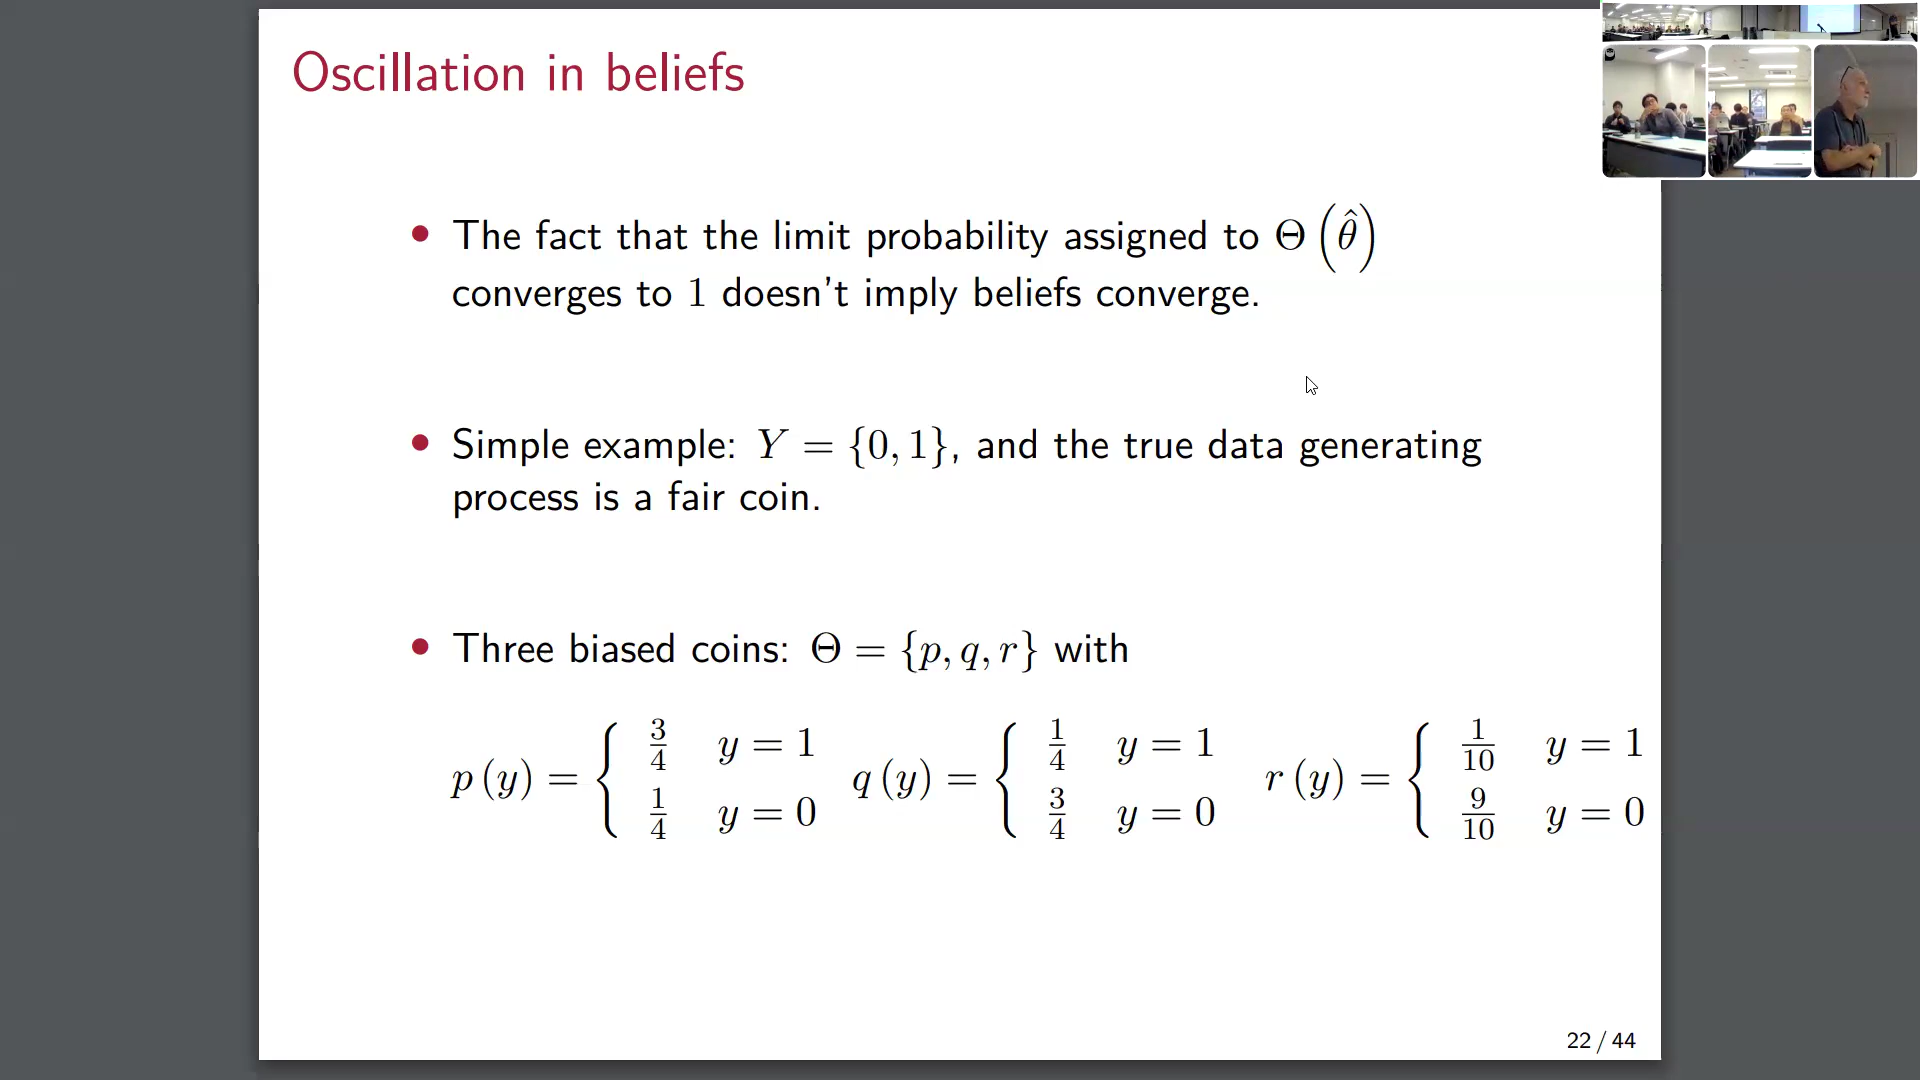 Oscillation in beliefs
• The fact that the limit probability assigned to Θ(θ̂)
converges to 1 doesn't imply beliefs converge.
• Simple example: Y = {0, 1}, and the true data generating
process is a fair coin.
• Three biased coins: Θ = {p, q, r} with
p(y) = { 3/4 y = 1 1/4 y = 0 q(y) = { 1/4 y = 1 3/4 y = 0 r(y) = { 1/10 y = 1 9/10 y = 0
22 / 44